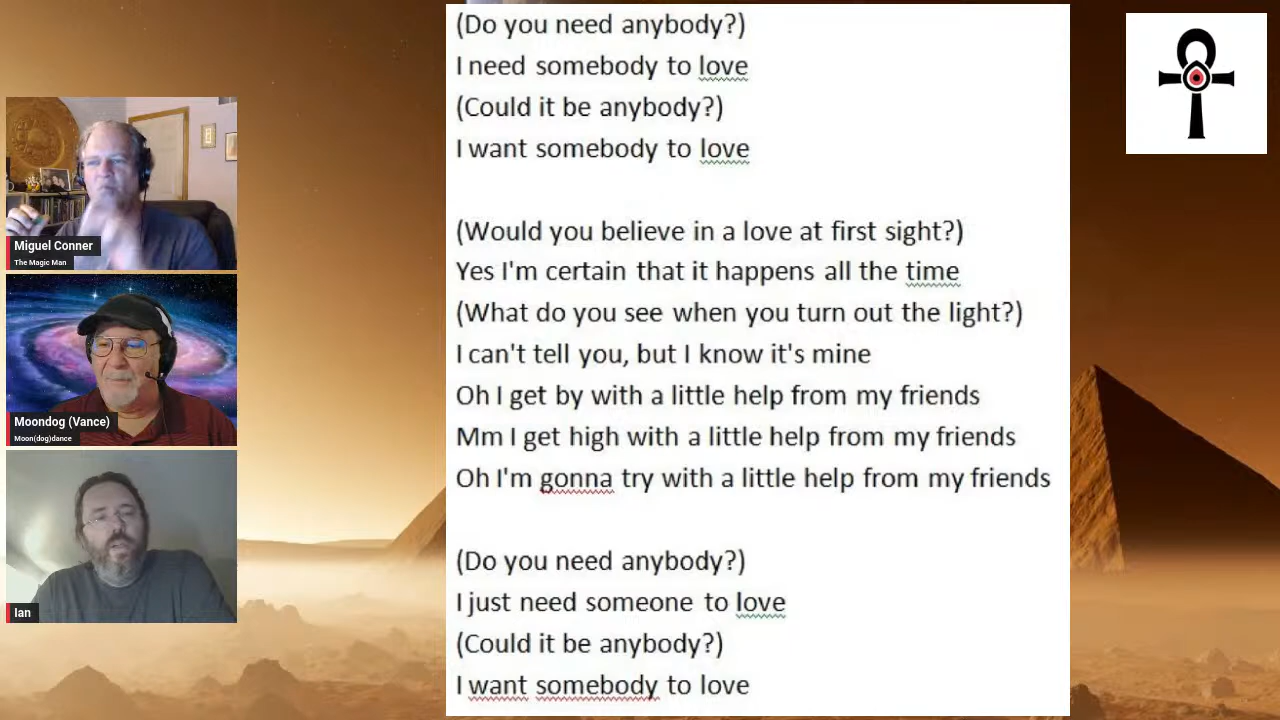 (Do you need anybody?)
I need somebody to love
(Could it be anybody?)
I want somebody to love
(Would you believe in a love at first sight?)
Yes I'm certain that it happens all the time
(What do you see when you turn out the light?)
I can't tell you, but I know it's mine
Oh I get by with a little help from my friends
Mm I get high with a little help from my friends
Oh I'm gonna try with a little help from my friends
(Do you need anybody?)
I just need someone to love
(Could it be anybody?)
I want somebody to love
Miguel Conner
The Magic Man
Moondog (Vance)
Moon(dog)dance
Ian